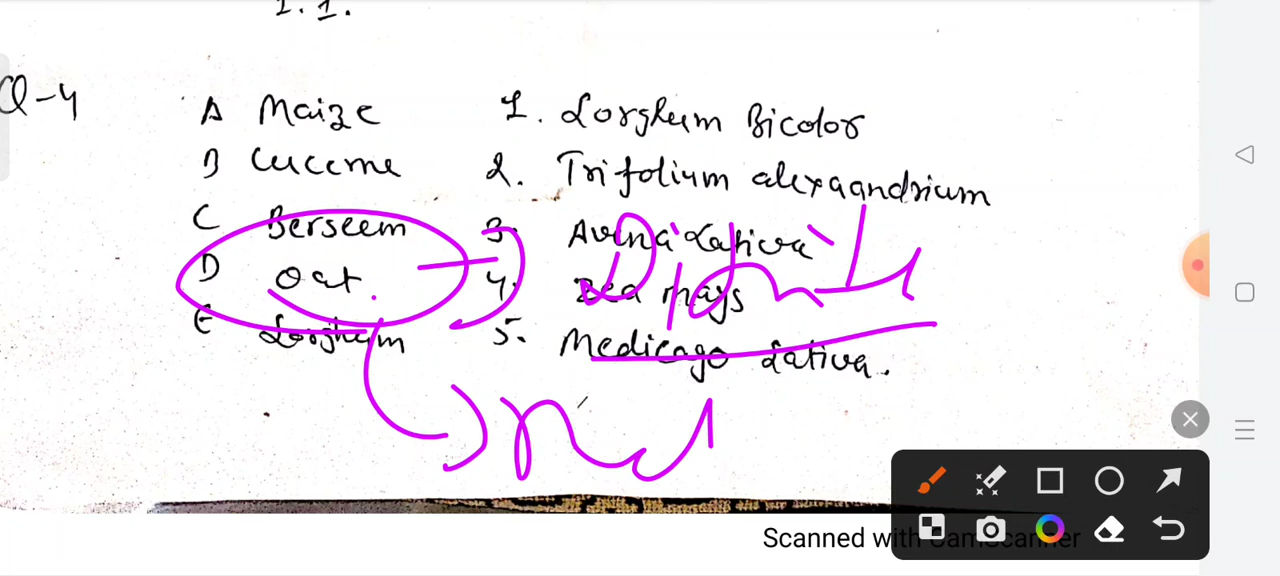 I.I.
Q-4
A Maize 1. Sorghum Bicolor
B Lucerne 2. Trifolium alexaandrium
C Berseem 3. Avena Sativa
D Oat. 4. Zea mays
E Sorghum 5. Medicago Sativa.
Scanned with CamScanner